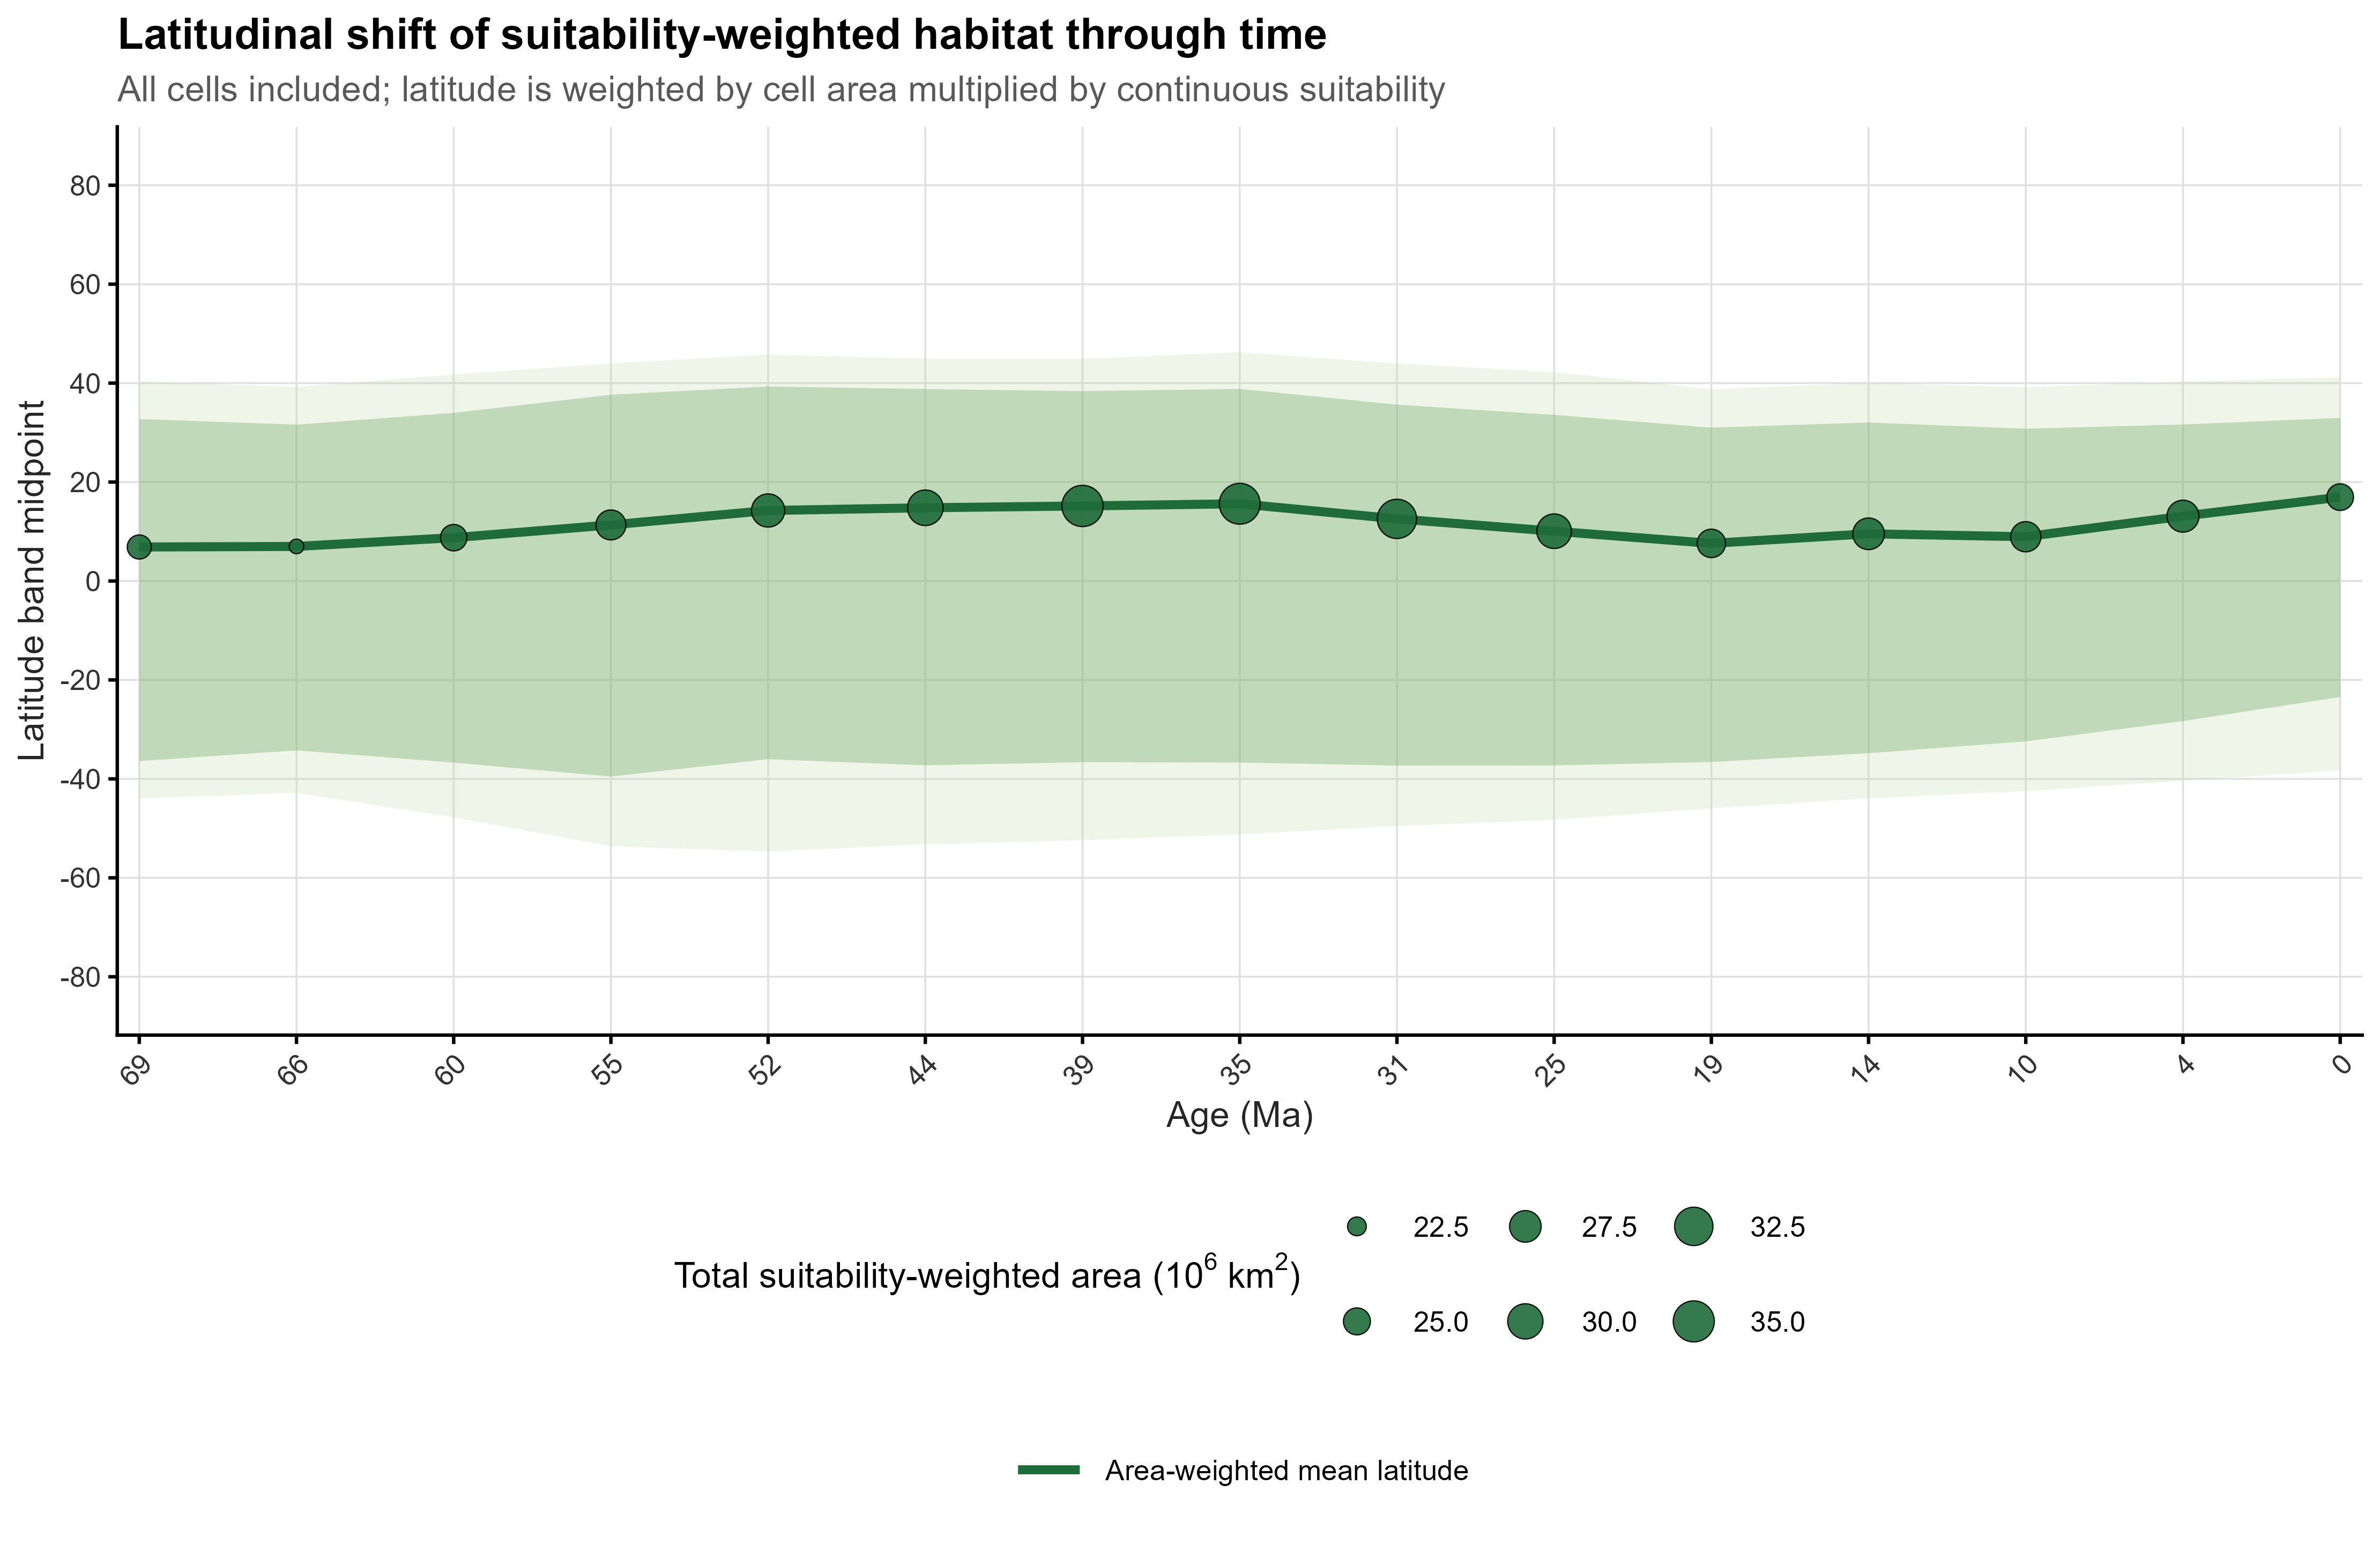 Latitudinal shift of suitability-weighted habitat through time
All cells included; latitude is weighted by cell area multiplied by continuous suitability
Latitude band midpoint
80
60
40
20
0
-20
-40
-60
-80
69 66 60 55 52 44 39 35 31 25 19 14 10 4 0
Age (Ma)
Total suitability-weighted area (10⁶ km²)
22.5 27.5 32.5
25.0 30.0 35.0
Area-weighted mean latitude